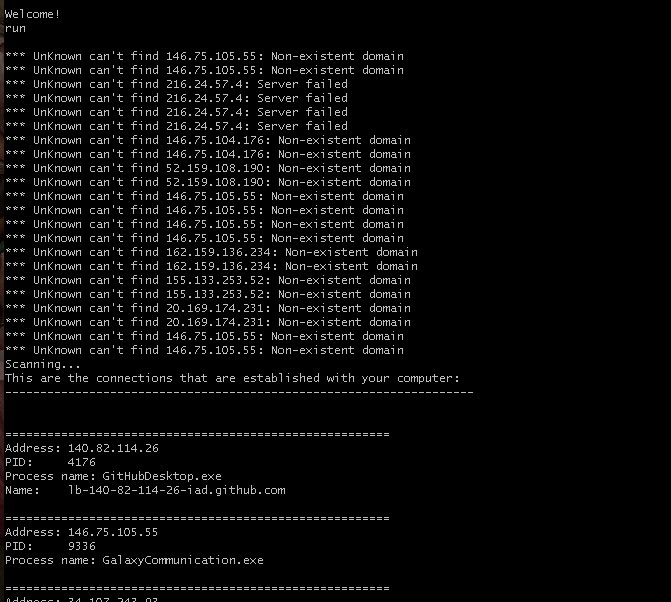 Welcome!
run
*** UnKnown can't find 146.75.105.55: Non-existent domain
*** UnKnown can't find 146.75.105.55: Non-existent domain
*** UnKnown can't find 216.24.57.4: Server failed
*** UnKnown can't find 216.24.57.4: Server failed
*** UnKnown can't find 216.24.57.4: Server failed
*** UnKnown can't find 216.24.57.4: Server failed
*** UnKnown can't find 146.75.104.176: Non-existent domain
*** UnKnown can't find 146.75.104.176: Non-existent domain
*** UnKnown can't find 52.159.108.190: Non-existent domain
*** UnKnown can't find 52.159.108.190: Non-existent domain
*** UnKnown can't find 146.75.105.55: Non-existent domain
*** UnKnown can't find 146.75.105.55: Non-existent domain
*** UnKnown can't find 146.75.105.55: Non-existent domain
*** UnKnown can't find 146.75.105.55: Non-existent domain
*** UnKnown can't find 162.159.136.234: Non-existent domain
*** UnKnown can't find 162.159.136.234: Non-existent domain
*** UnKnown can't find 155.133.253.52: Non-existent domain
*** UnKnown can't find 155.133.253.52: Non-existent domain
*** UnKnown can't find 20.169.174.231: Non-existent domain
*** UnKnown can't find 20.169.174.231: Non-existent domain
*** UnKnown can't find 146.75.105.55: Non-existent domain
*** UnKnown can't find 146.75.105.55: Non-existent domain
Scanning...
This are the connections that are established with your computer:
-------------------------------------------------------------------
=======================================================
Address: 140.82.114.26
PID: 4176
Process name: GitHubDesktop.exe
Name: lb-140-82-114-26-iad.github.com
=======================================================
Address: 146.75.105.55
PID: 9336
Process name: GalaxyCommunication.exe
=======================================================
Address: